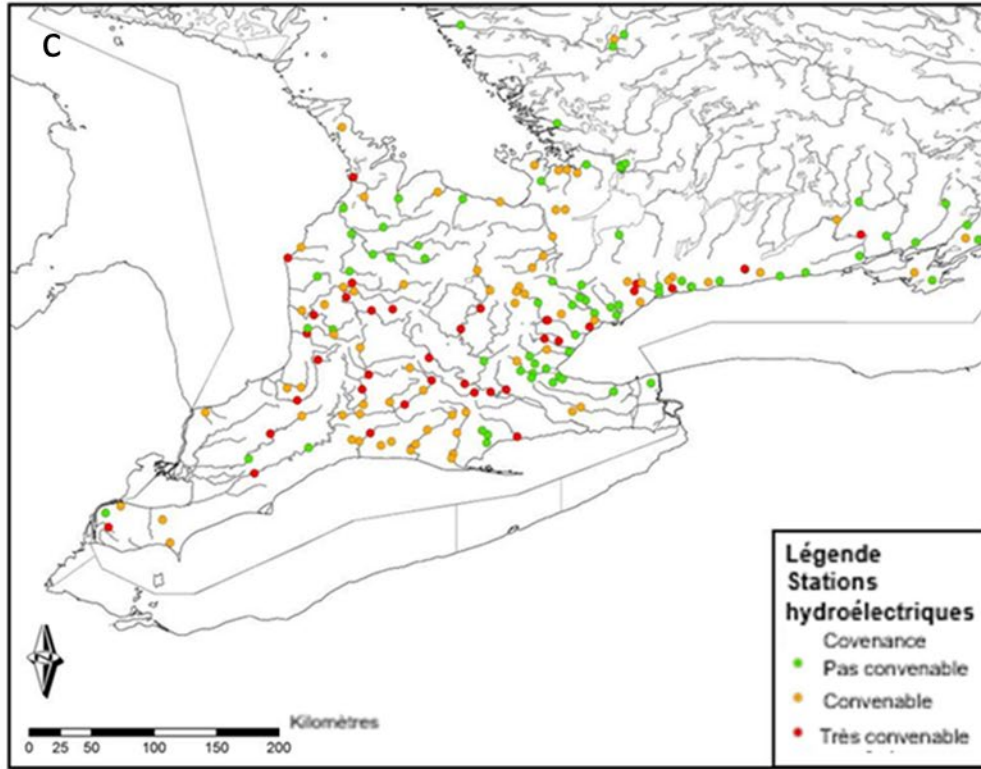 C
Légende
Stations
hydroélectriques
Covenance
Pas convenable
Convenable
Très convenable
N
Kilomètres
0 25 50 100 150 200